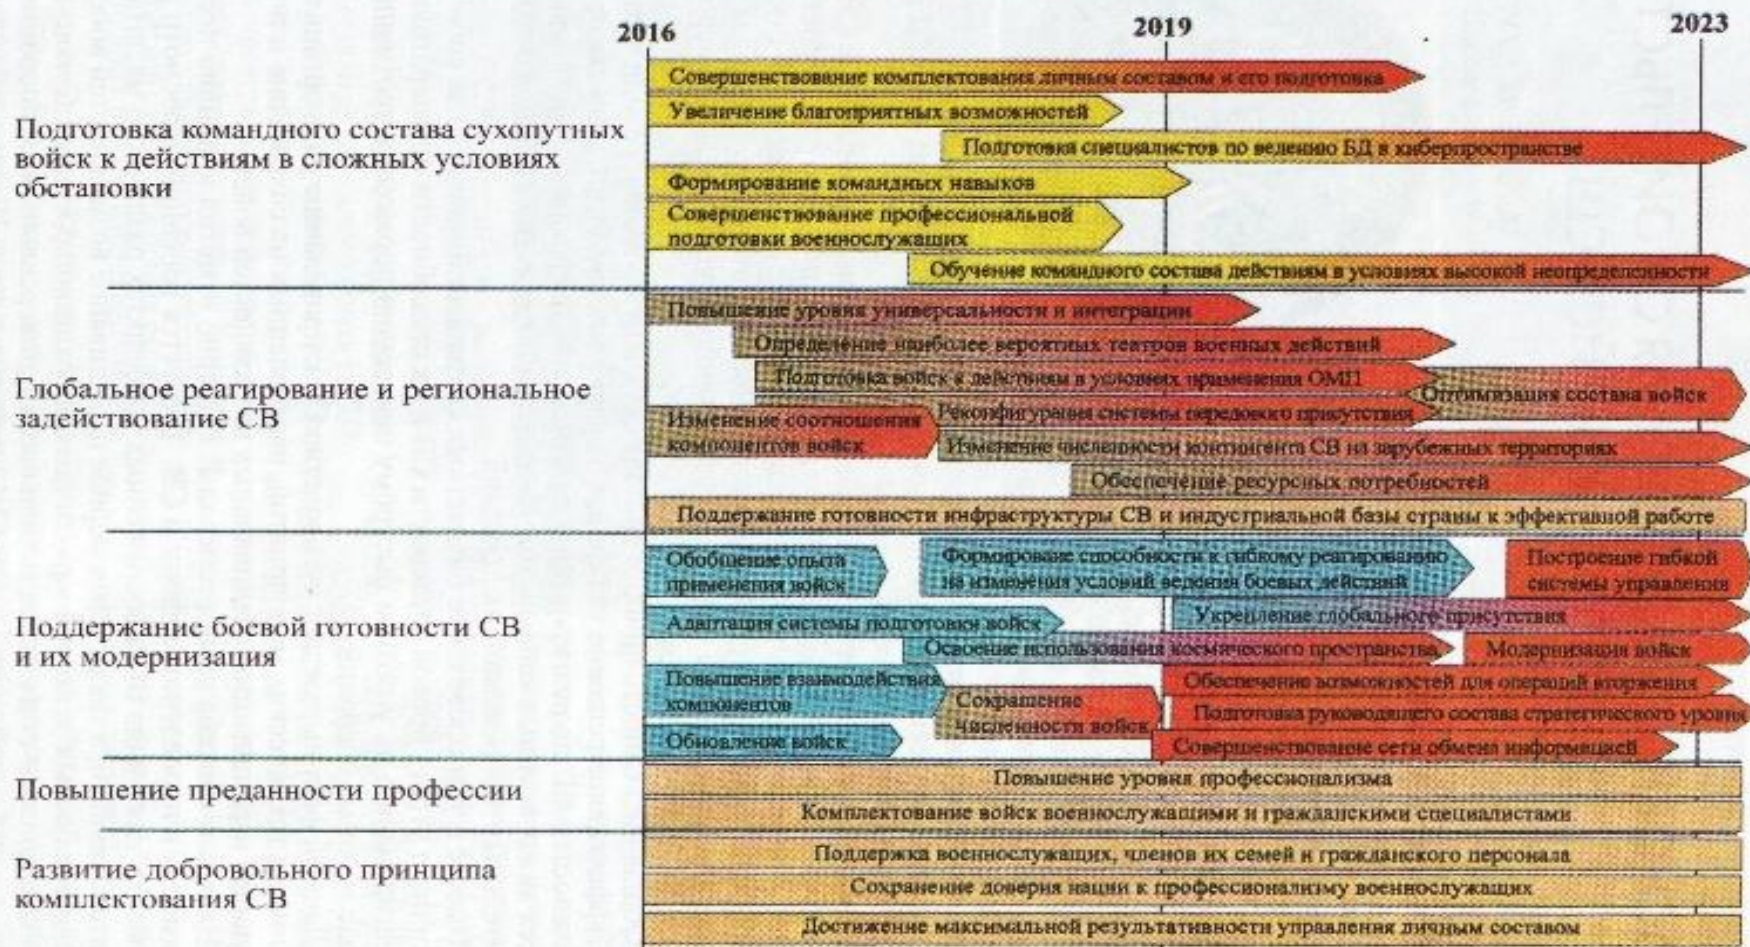 2016
2019
2023
Подготовка командного состава сухопутных
войск к действиям в сложных условиях
обстановки
Совершенствование комплектования личным составом и его подготовка
Увеличение благоприятных возможностей
Подготовка специалистов по ведению БД в киберпространстве
Формирование командных навыков
Совершенствование профессиональной
подготовки военнослужащих
Обучение командного состава действиям в условиях высокой неопределенности
Глобальное реагирование и региональное
задействование СВ
Повышение уровня универсальности и интеграции
Определение наиболее вероятных театров военных действий
Подготовка войск к действиям в условиях применения ОМП
Оптимизация состава войск
Изменение соотношения
компонентов войск
Реконфигурация системы передового присутствия
Изменение численности контингента СВ на зарубежных территориях
Обеспечение ресурсных потребностей
Поддержание готовности инфраструктуры СВ и индустриальной базы страны к эффективной работе
Поддержание боевой готовности СВ
и их модернизация
Обобщение опыта
применения войск
Формироване способности к гибкому реагированию
на изменения условий ведения боевых действий
Построение гибкой
системы управления
Укрепление глобального присутствия
Адаптация системы подготовки войск
Освоение использования космического пространства
Модернизация войск
Повышение взаимодействия
компонентов
Сокращение
численности войск
Обеспечение возможностей для операций вторжения
Подготовка руководящего состава стратегического уровня
Обновление войск
Совершенствование сети обмена информацией
Повышение преданности профессии
Повышение уровня профессионализма
Комплектование войск военнослужащими и гражданскими специалистами
Развитие добровольного принципа
комплектования СВ
Поддержка военнослужащих, членов их семей и гражданского персонала
Сохранение доверия нации к профессионализму военнослужащих
Достижение максимальной результативности управления личным составом